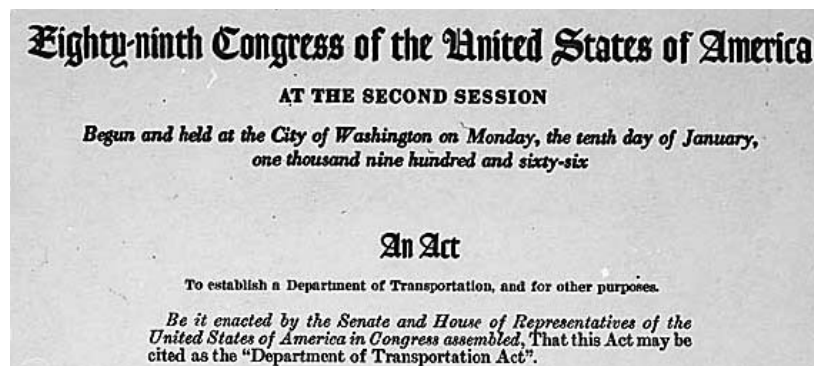 Eighty-ninth Congress of the United States of America
AT THE SECOND SESSION
Begun and held at the City of Washington on Monday, the tenth day of January,
one thousand nine hundred and sixty-six
An Act
To establish a Department of Transportation, and for other purposes.
Be it enacted by the Senate and House of Representatives of the
United States of America in Congress assembled, That this Act may be
cited as the "Department of Transportation Act".